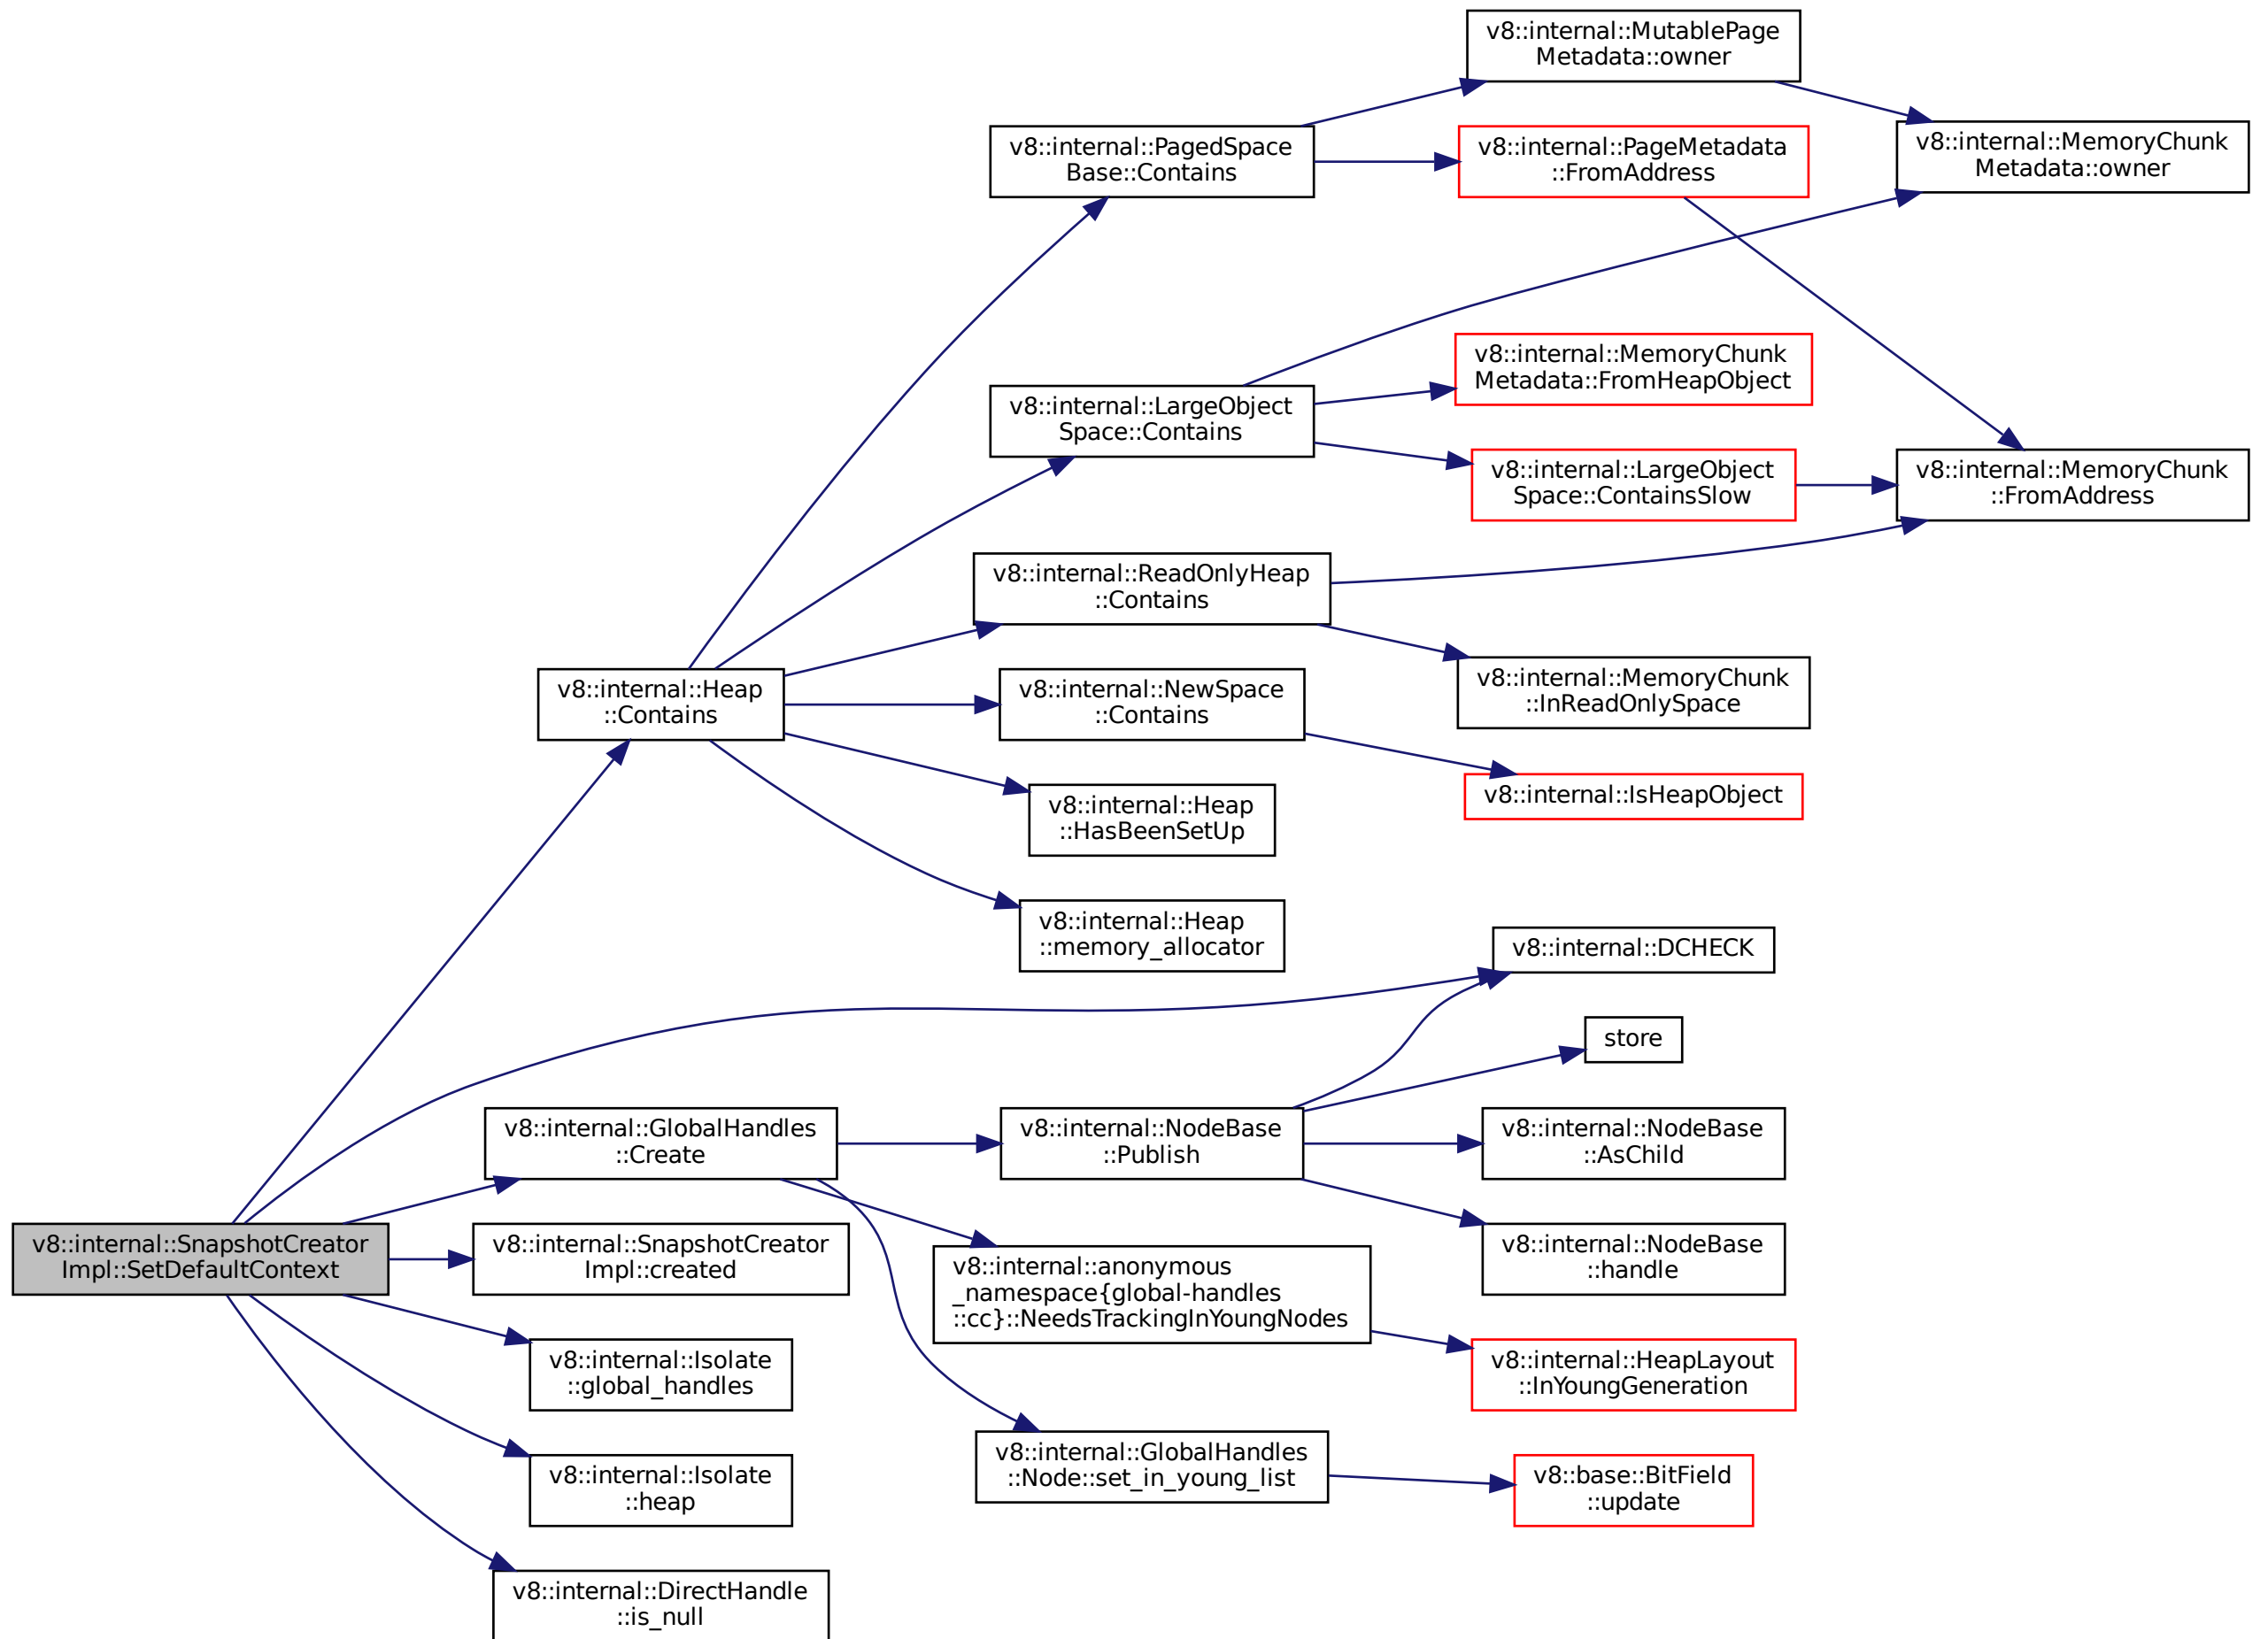 v8::internal::MutablePage
Metadata::owner
v8::internal::PagedSpace
Base::Contains
v8::internal::PageMetadata
::FromAddress
v8::internal::MemoryChunk
Metadata::owner
v8::internal::MemoryChunk
Metadata::FromHeapObject
v8::internal::LargeObject
Space::Contains
v8::internal::LargeObject
Space::ContainsSlow
v8::internal::MemoryChunk
::FromAddress
v8::internal::ReadOnlyHeap
::Contains
v8::internal::Heap
::Contains
v8::internal::NewSpace
::Contains
v8::internal::MemoryChunk
::InReadOnlySpace
v8::internal::IsHeapObject
v8::internal::Heap
::HasBeenSetUp
v8::internal::Heap
::memory_allocator
v8::internal::DCHECK
store
v8::internal::GlobalHandles
::Create
v8::internal::NodeBase
::Publish
v8::internal::NodeBase
::AsChild
v8::internal::SnapshotCreator
Impl::SetDefaultContext
v8::internal::SnapshotCreator
Impl::created
v8::internal::anonymous
_namespace{global-handles
::cc}::NeedsTrackingInYoungNodes
v8::internal::NodeBase
::handle
v8::internal::Isolate
::global_handles
v8::internal::HeapLayout
::InYoungGeneration
v8::internal::Isolate
::heap
v8::internal::GlobalHandles
::Node::set_in_young_list
v8::base::BitField
::update
v8::internal::DirectHandle
::is_null